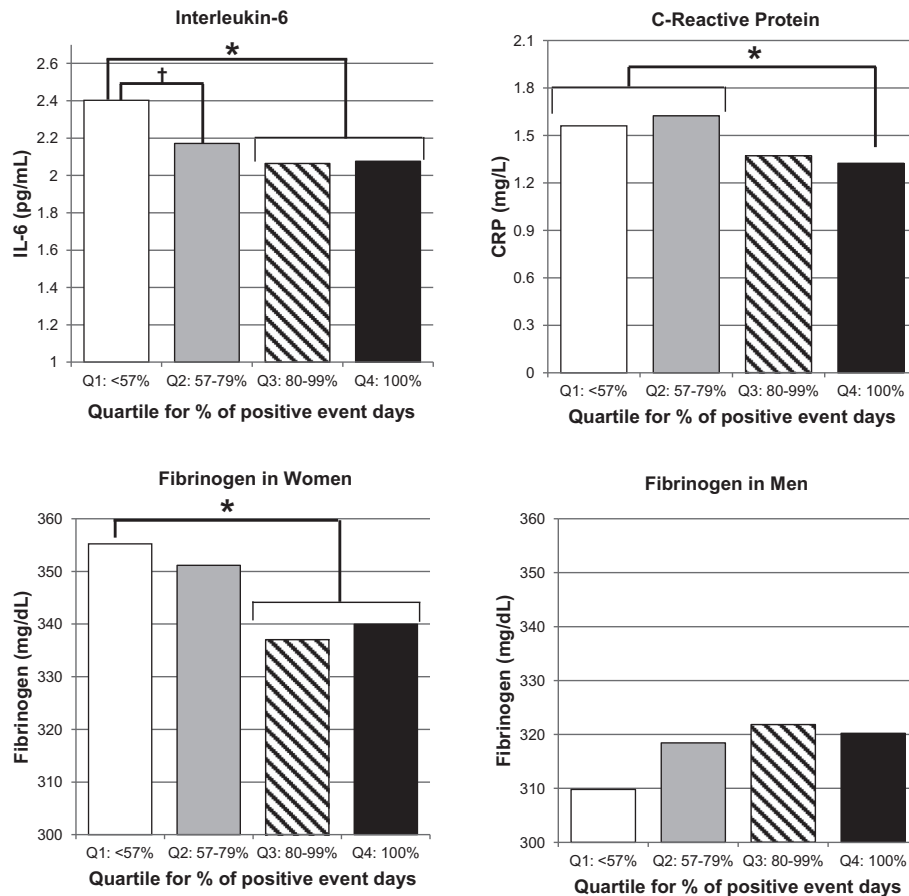 Interleukin-6
IL-6 (pg/mL)
2.6
2.4
2.2
2
1.8
1.6
1.4
1.2
1
*
†
Q1: <57% Q2: 57-79% Q3: 80-99% Q4: 100%
Quartile for % of positive event days
C-Reactive Protein
CRP (mg/L)
2.1
1.8
1.5
1.2
0.9
0.6
0.3
0
*
Q1: <57% Q2: 57-79% Q3: 80-99% Q4: 100%
Quartile for % of positive event days
Fibrinogen in Women
Fibrinogen (mg/dL)
360
350
340
330
320
310
300
*
Q1: <57% Q2: 57-79% Q3: 80-99% Q4: 100%
Quartile for % of positive event days
Fibrinogen in Men
Fibrinogen (mg/dL)
360
350
340
330
320
310
300
Q1: <57% Q2: 57-79% Q3: 80-99% Q4: 100%
Quartile for % of positive event days